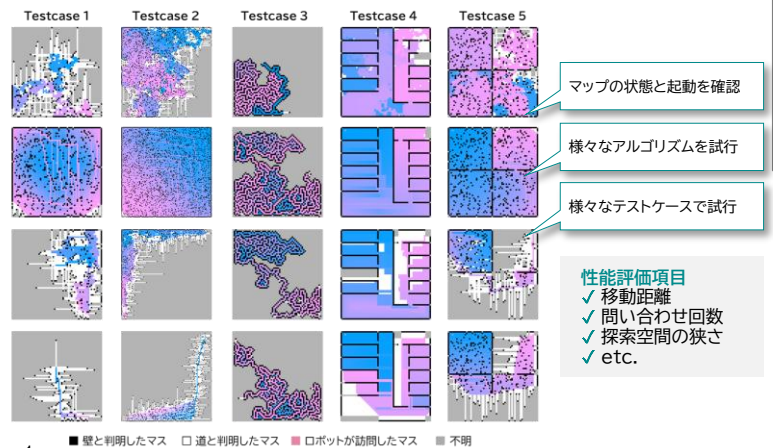 Testcase 1 Testcase 2 Testcase 3 Testcase 4 Testcase 5
マップの状態と起動を確認
様々なアルゴリズムを試行
様々なテストケースで試行
性能評価項目
✓ 移動距離
✓ 問い合わせ回数
✓ 探索空間の狭さ
✓ etc.
■ 壁と判明したマス □ 道と判明したマス ■ ロボットが訪問したマス ■ 不明